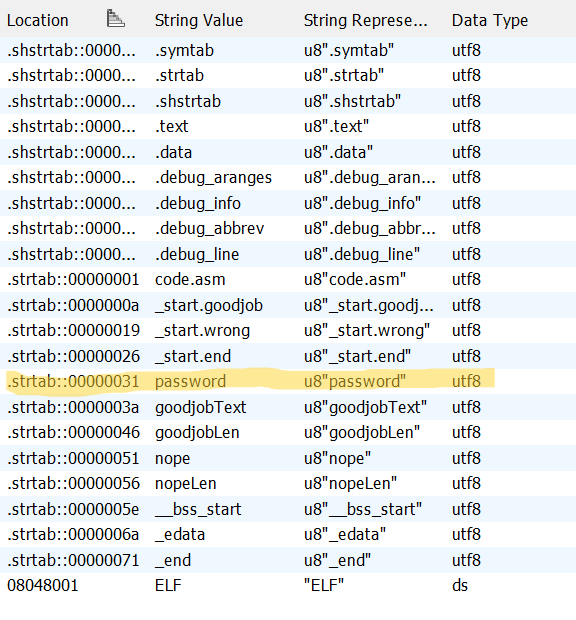 Location String Value String Represe... Data Type
.shstrtab::0000... .symtab u8".symtab" utf8
.shstrtab::0000... .strtab u8".strtab" utf8
.shstrtab::0000... .shstrtab u8".shstrtab" utf8
.shstrtab::0000... .text u8".text" utf8
.shstrtab::0000... .data u8".data" utf8
.shstrtab::0000... .debug_aranges u8".debug_aran... utf8
.shstrtab::0000... .debug_info u8".debug_info" utf8
.shstrtab::0000... .debug_abbrev u8".debug_abbr... utf8
.shstrtab::0000... .debug_line u8".debug_line" utf8
.strtab::00000001 code.asm u8"code.asm" utf8
.strtab::0000000a _start.goodjob u8"_start.goodj... utf8
.strtab::00000019 _start.wrong u8"_start.wrong" utf8
.strtab::00000026 _start.end u8"_start.end" utf8
.strtab::00000031 password u8"password" utf8
.strtab::0000003a goodjobText u8"goodjobText" utf8
.strtab::00000046 goodjobLen u8"goodjobLen" utf8
.strtab::00000051 nope u8"nope" utf8
.strtab::00000056 nopeLen u8"nopeLen" utf8
.strtab::0000005e __bss_start u8"__bss_start" utf8
.strtab::0000006a _edata u8"_edata" utf8
.strtab::00000071 _end u8"_end" utf8
08048001 ELF "ELF" ds